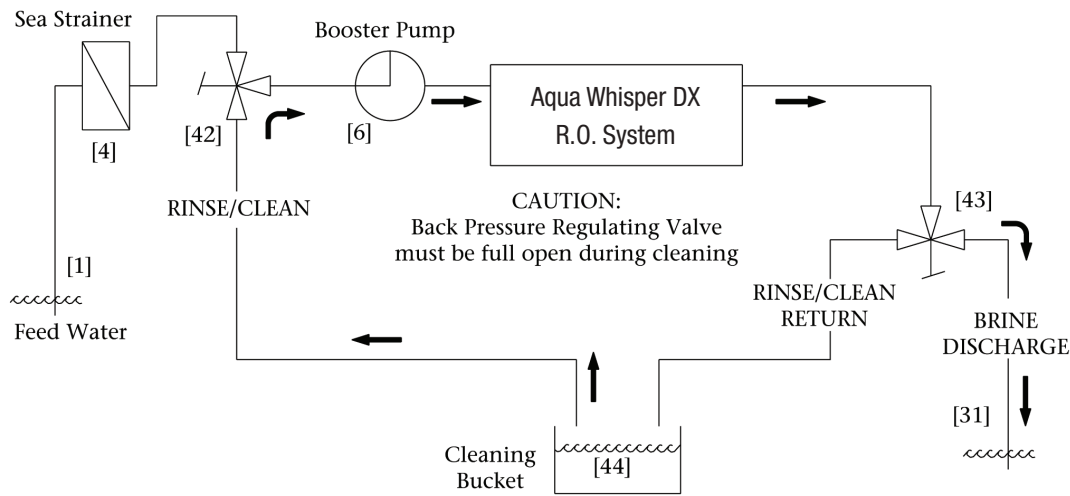 Sea Strainer
Booster Pump
Aqua Whisper DX
R.O. System
[42]
[6]
[4]
RINSE/CLEAN
CAUTION:
Back Pressure Regulating Valve
must be full open during cleaning
[43]
[1]
Feed Water
RINSE/CLEAN
RETURN
BRINE
DISCHARGE
[31]
Cleaning
Bucket
[44]